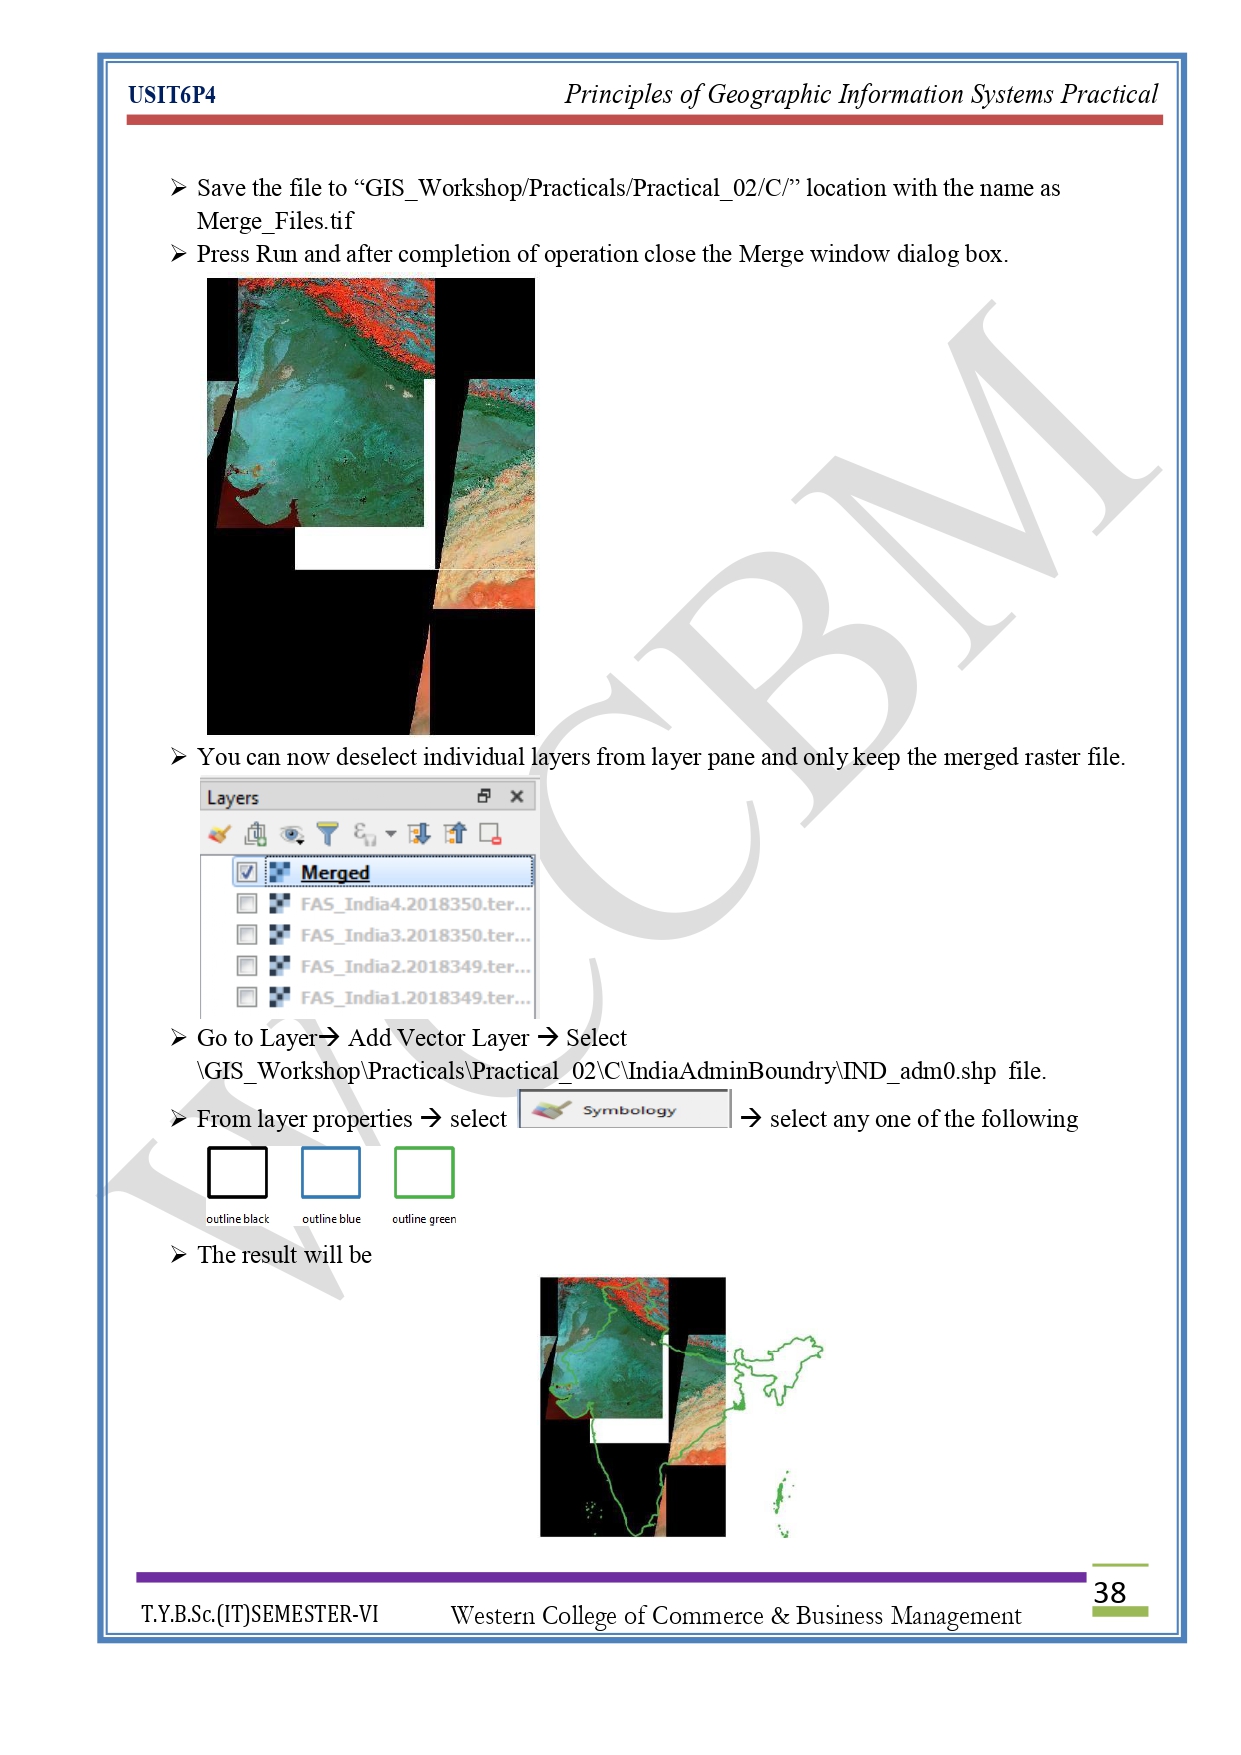 USIT6P4 Principles of Geographic Information Systems Practical
➢ Save the file to “GIS_Workshop/Practicals/Practical_02/C/” location with the name as
Merge_Files.tif
➢ Press Run and after completion of operation close the Merge window dialog box.
➢ You can now deselect individual layers from layer pane and only keep the merged raster file.
Layers
Merged
FAS_India4.2018350.ter...
FAS_India3.2018350.ter...
FAS_India2.2018349.ter...
FAS_India1.2018349.ter...
➢ Go to Layer→ Add Vector Layer → Select
\GIS_Workshop\Practicals\Practical_02\C\IndiaAdminBoundry\IND_adm0.shp file.
➢ From layer properties → select Symbology → select any one of the following
outline black outline blue outline green
➢ The result will be
38
T.Y.B.Sc.(IT)SEMESTER-VI Western College of Commerce & Business Management
VCCBM